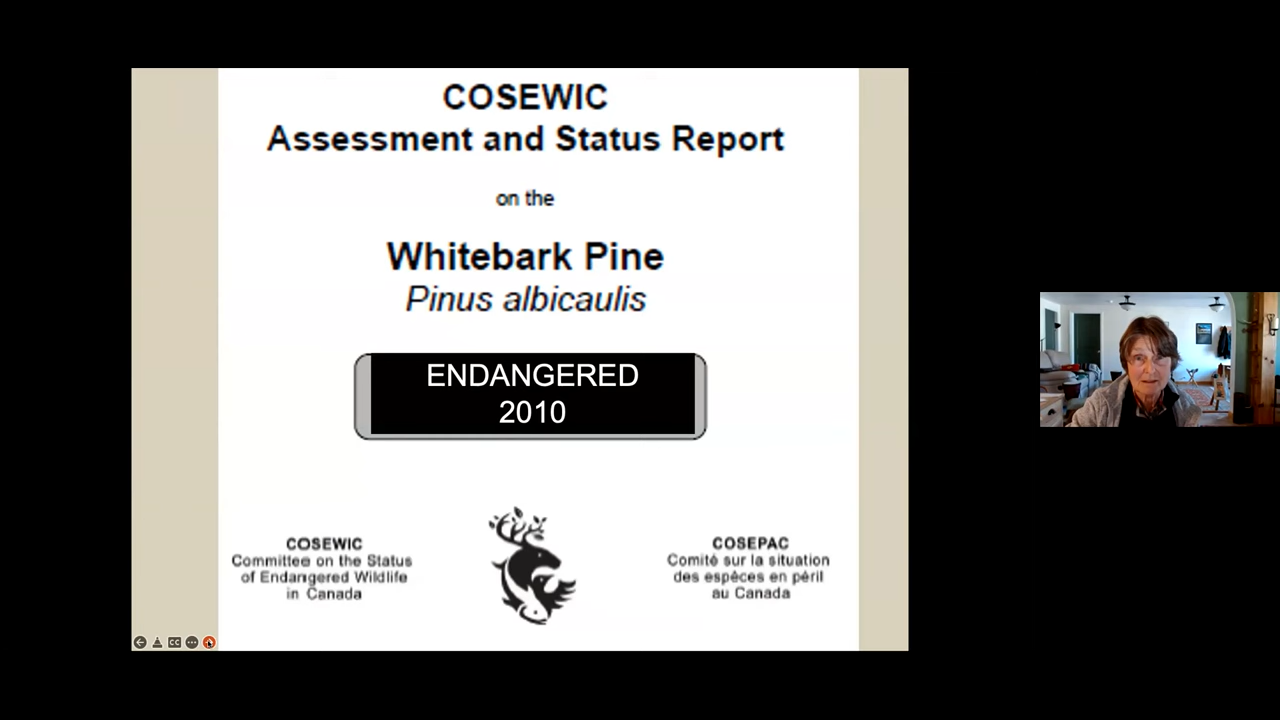 COSEWIC
Assessment and Status Report
on the
Whitebark Pine
Pinus albicaulis
ENDANGERED
2010
COSEWIC
Committee on the Status
of Endangered Wildlife
in Canada
COSEPAC
Comité sur la situation
des espèces en péril
au Canada
CC